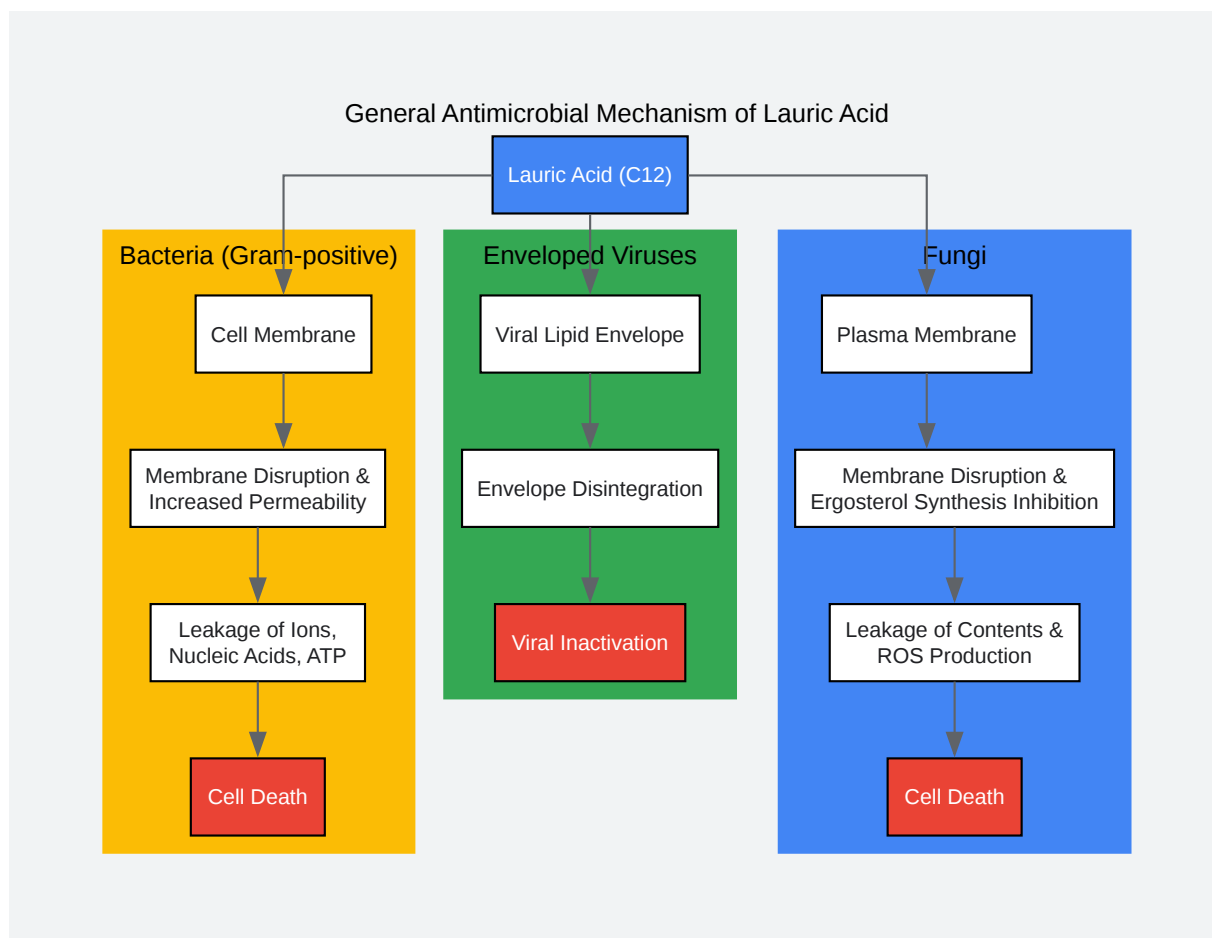 General Antimicrobial Mechanism of Lauric Acid
Lauric Acid (C12)
Bacteria (Gram-positive)
Cell Membrane
Membrane Disruption &
Increased Permeability
Leakage of Ions,
Nucleic Acids, ATP
Cell Death
Enveloped Viruses
Viral Lipid Envelope
Envelope Disintegration
Viral Inactivation
Fungi
Plasma Membrane
Membrane Disruption &
Ergosterol Synthesis Inhibition
Leakage of Contents &
ROS Production
Cell Death